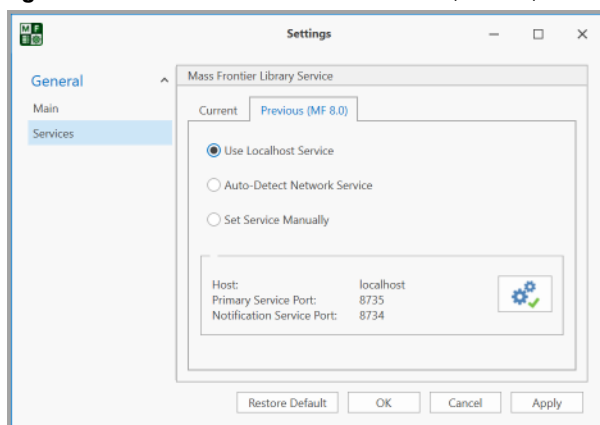 M F
Settings
General
Main
Services
Mass Frontier Library Service
Current Previous (MF 8.0)
Use Localhost Service
Auto-Detect Network Service
Set Service Manually
Host: localhost
Primary Service Port: 8735
Notification Service Port: 8734
Restore Default OK Cancel Apply